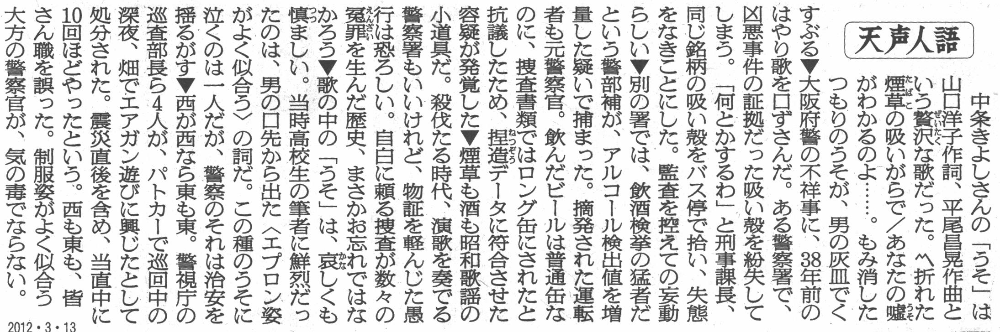 天声人語
中条きよしさんの「うそ」は
山口洋子作詞、平尾昌晃作曲と
いう贅沢な歌だった。〽折れた
煙草の吸いがらで／あなたの嘘
がわかるのよ……。もみ消した
つもりのうそが、男の灰皿でく
すぶる▼大阪府警の不祥事に、38年前の
はやり歌を口ずさんだ。ある警察署で、
凶悪事件の証拠だった吸い殻を紛失して
しまう。「何とかするわ」と刑事課長、
同じ銘柄の吸い殻をバス停で拾い、失態
をなきことにした。監査を控えての妄動
らしい▼別の署では、飲酒検挙の猛者だ
という警部補が、アルコール検出値を増
量した疑いで捕まった。摘発された運転
者も元警察官。飲んだビールは普通缶な
のに、捜査書類ではロング缶にされたと
抗議したため、捏造データに符合させた
容疑が発覚した▼煙草も酒も昭和歌謡の
小道具だ。殺伐たる時代、演歌を奏でる
警察署もいいけれど、物証を軽んじた愚
行は恐ろしい。自白に頼る捜査が数々の
冤罪を生んだ歴史、まさかお忘れではな
かろう▼歌の中の「うそ」は、哀しくも
慎ましい。当時高校生の筆者に鮮烈だっ
たのは、男の口先から出た〈エプロン姿
がよく似合う〉の詞だ。この種のうそに
泣くのは一人だが、警察のそれは治安を
揺るがす▼西が西なら東も東。警視庁の
巡査部長ら4人が、パトカーで巡回中の
深夜、畑でエアガン遊びに興じたとして
処分された。震災直後を含め、当直中に
10回ほどやったという。西も東も、皆
さん職を誤った。制服姿がよく似合う
大方の警察官が、気の毒でならない。
2012・3・13